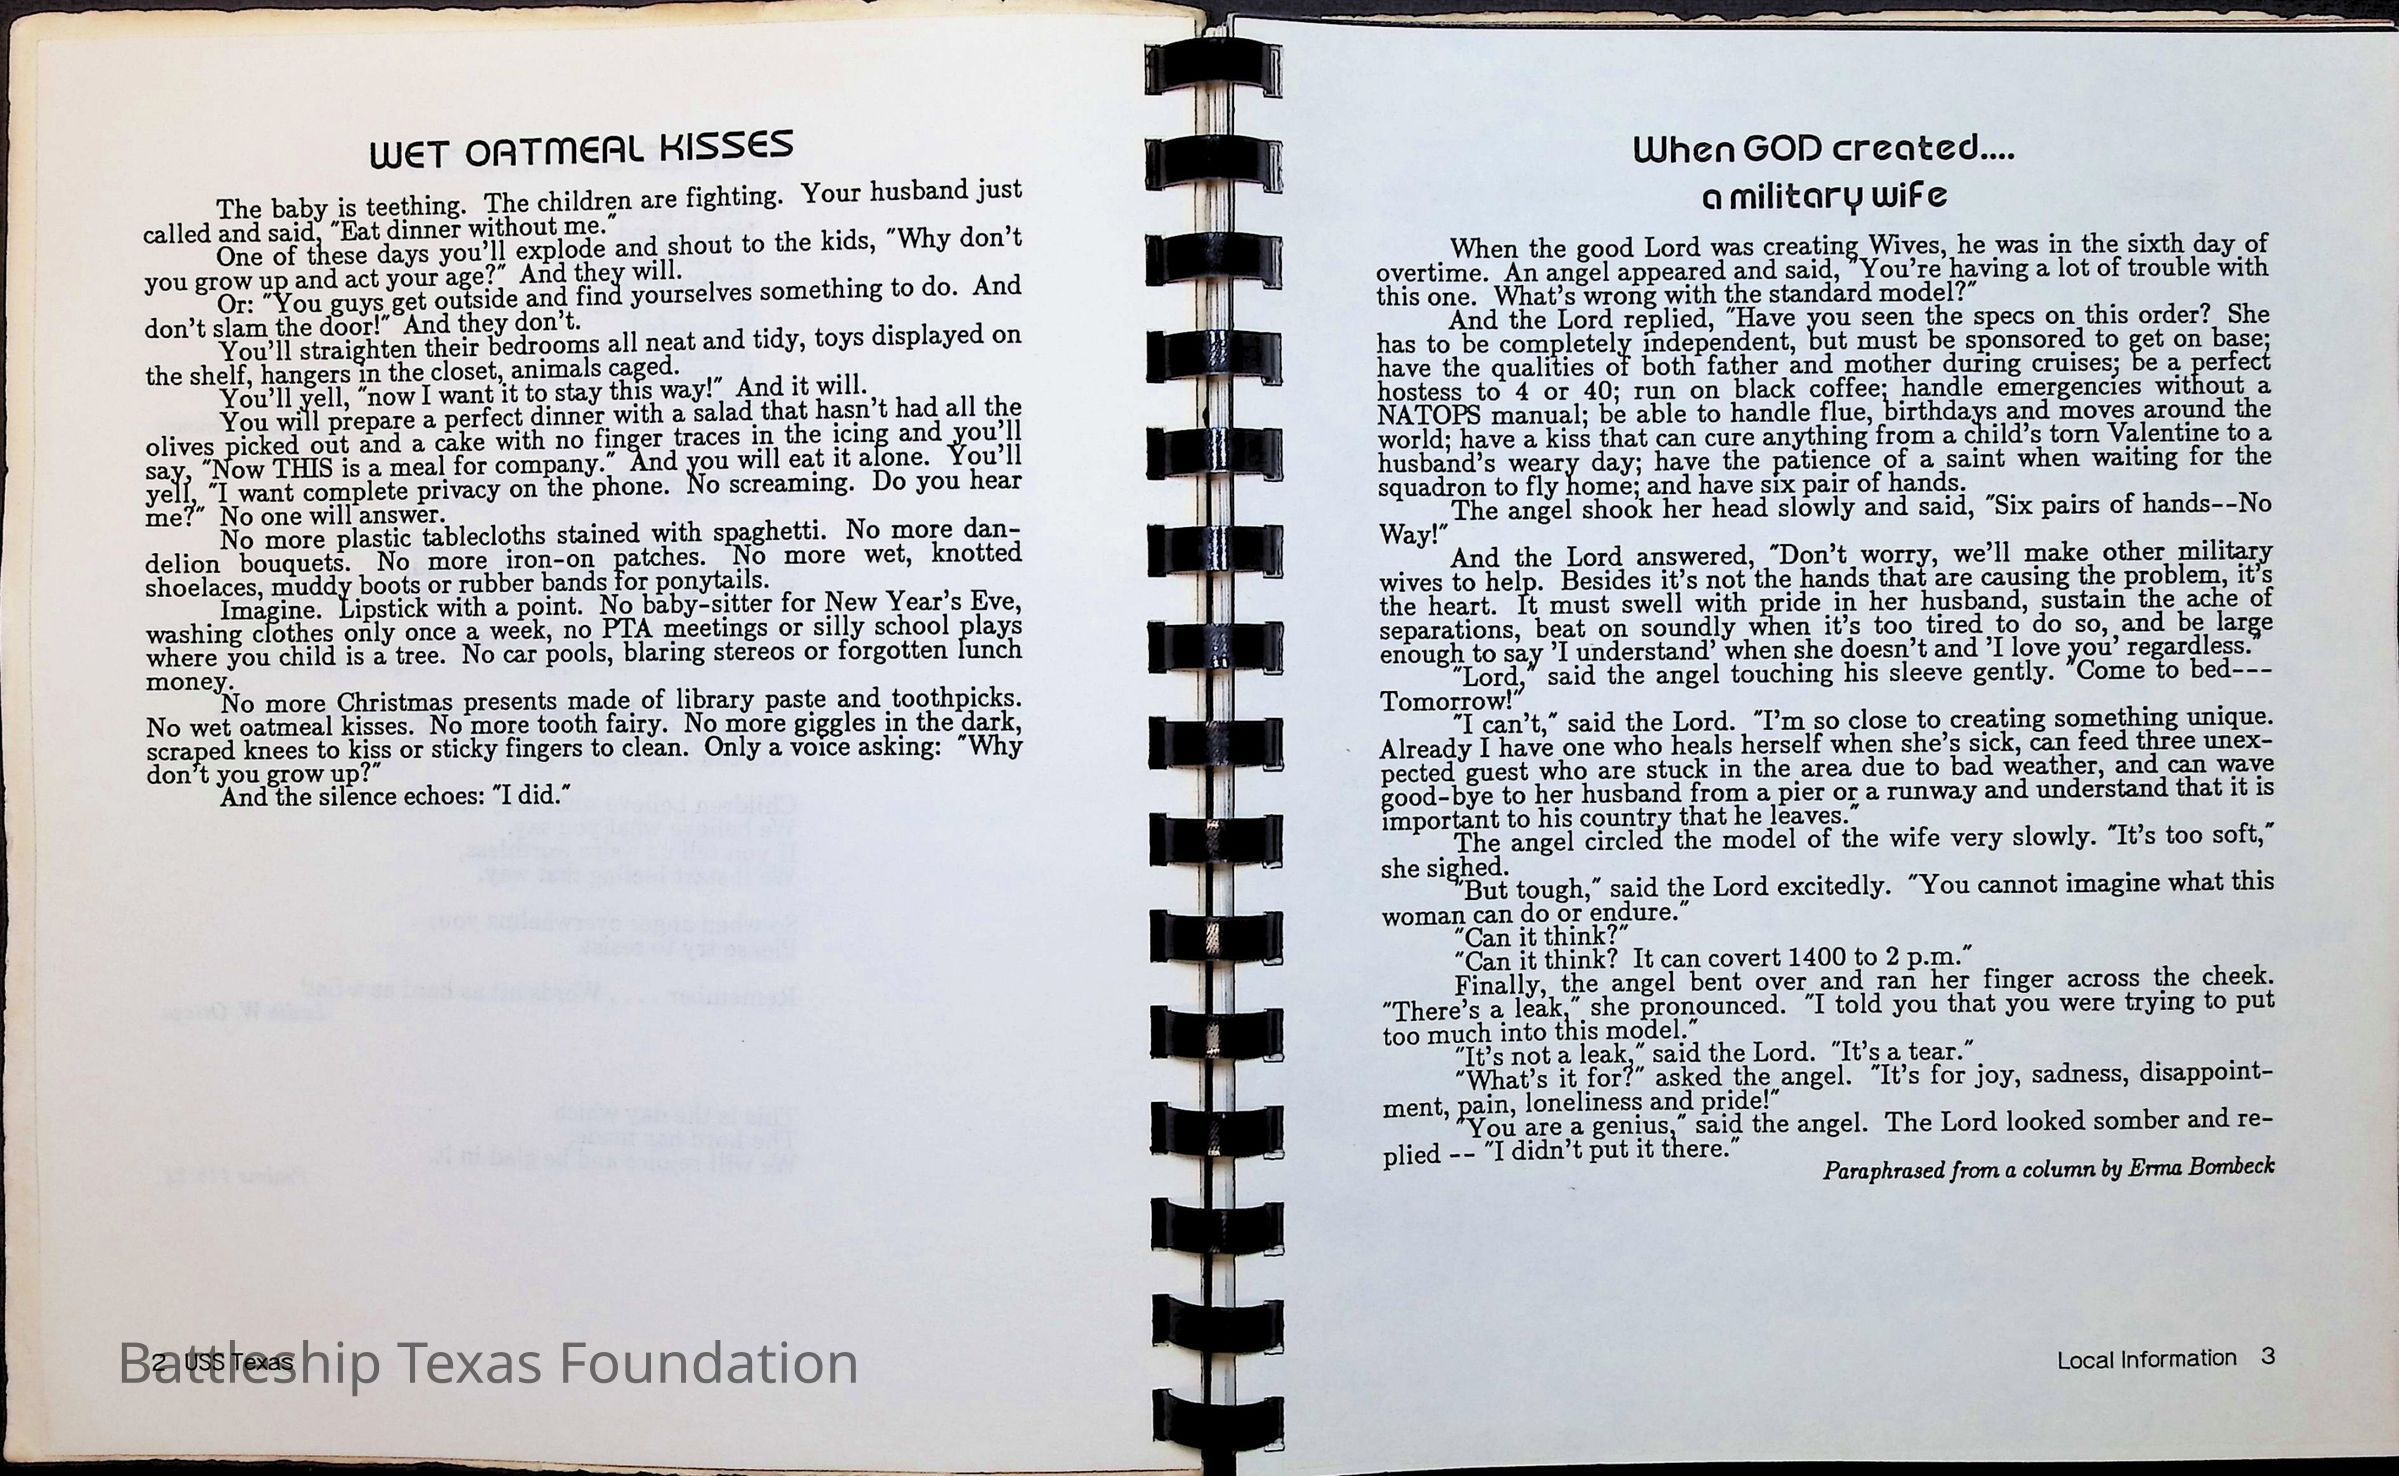 WET OATMEAL KISSES
The baby is teething. The children are fighting. Your husband just
called and said, "Eat dinner without me."
One of these days you'll explode and shout to the kids, "Why don't
you grow up and act your age?" And they will.
Or: "You guys get outside and find yourselves something to do. And
don't slam the door!" And they don't.
You'll straighten their bedrooms all neat and tidy, toys displayed on
the shelf, hangers in the closet, animals caged.
You'll yell, "now I want it to stay this way!" And it will.
You will prepare a perfect dinner with a salad that hasn't had all the
olives picked out and a cake with no finger traces in the icing and you'll
say, "Now THIS is a meal for company." And you will eat it alone. You'll
yell, "I want complete privacy on the phone. No screaming. Do you hear
me?" No one will answer.
No more plastic tablecloths stained with spaghetti. No more dan-
delion bouquets. No more iron-on patches. No more wet, knotted
shoelaces, muddy boots or rubber bands for ponytails.
Imagine. Lipstick with a point. No baby-sitter for New Year's Eve,
washing clothes only once a week, no PTA meetings or silly school plays
where you child is a tree. No car pools, blaring stereos or forgotten lunch
money.
No more Christmas presents made of library paste and toothpicks.
No wet oatmeal kisses. No more tooth fairy. No more giggles in the dark,
scraped knees to kiss or sticky fingers to clean. Only a voice asking: "Why
don't you grow up?"
And the silence echoes: "I did."
2 USS Texas
Battleship Texas Foundation
When GOD created....
a military wife
When the good Lord was creating Wives, he was in the sixth day of
overtime. An angel appeared and said, "You're having a lot of trouble with
this one. What's wrong with the standard model?"
And the Lord replied, "Have you seen the specs on this order? She
has to be completely independent, but must be sponsored to get on base;
have the qualities of both father and mother during cruises; be a perfect
hostess to 4 or 40; run on black coffee; handle emergencies without a
NATOPS manual; be able to handle flue, birthdays and moves around the
world; have a kiss that can cure anything from a child's torn Valentine to a
husband's weary day; have the patience of a saint when waiting for the
squadron to fly home; and have six pair of hands.
The angel shook her head slowly and said, "Six pairs of hands--No
Way!"
And the Lord answered, "Don't worry, we'll make other military
wives to help. Besides it's not the hands that are causing the problem, it's
the heart. It must swell with pride in her husband, sustain the ache of
separations, beat on soundly when it's too tired to do so, and be large
enough to say 'I understand' when she doesn't and 'I love you' regardless."
"Lord," said the angel touching his sleeve gently. "Come to bed---
Tomorrow!"
"I can't," said the Lord. "I'm so close to creating something unique.
Already I have one who heals herself when she's sick, can feed three unex-
pected guest who are stuck in the area due to bad weather, and can wave
good-bye to her husband from a pier or a runway and understand that it is
important to his country that he leaves."
The angel circled the model of the wife very slowly. "It's too soft,"
she sighed.
"But tough," said the Lord excitedly. "You cannot imagine what this
woman can do or endure."
"Can it think?"
"Can it think? It can covert 1400 to 2 p.m."
Finally, the angel bent over and ran her finger across the cheek.
"There's a leak," she pronounced. "I told you that you were trying to put
too much into this model."
"It's not a leak," said the Lord. "It's a tear."
"What's it for?" asked the angel. "It's for joy, sadness, disappoint-
ment, pain, loneliness and pride!"
"You are a genius," said the angel. The Lord looked somber and re-
plied -- "I didn't put it there."
Paraphrased from a column by Erma Bombeck
Local Information 3